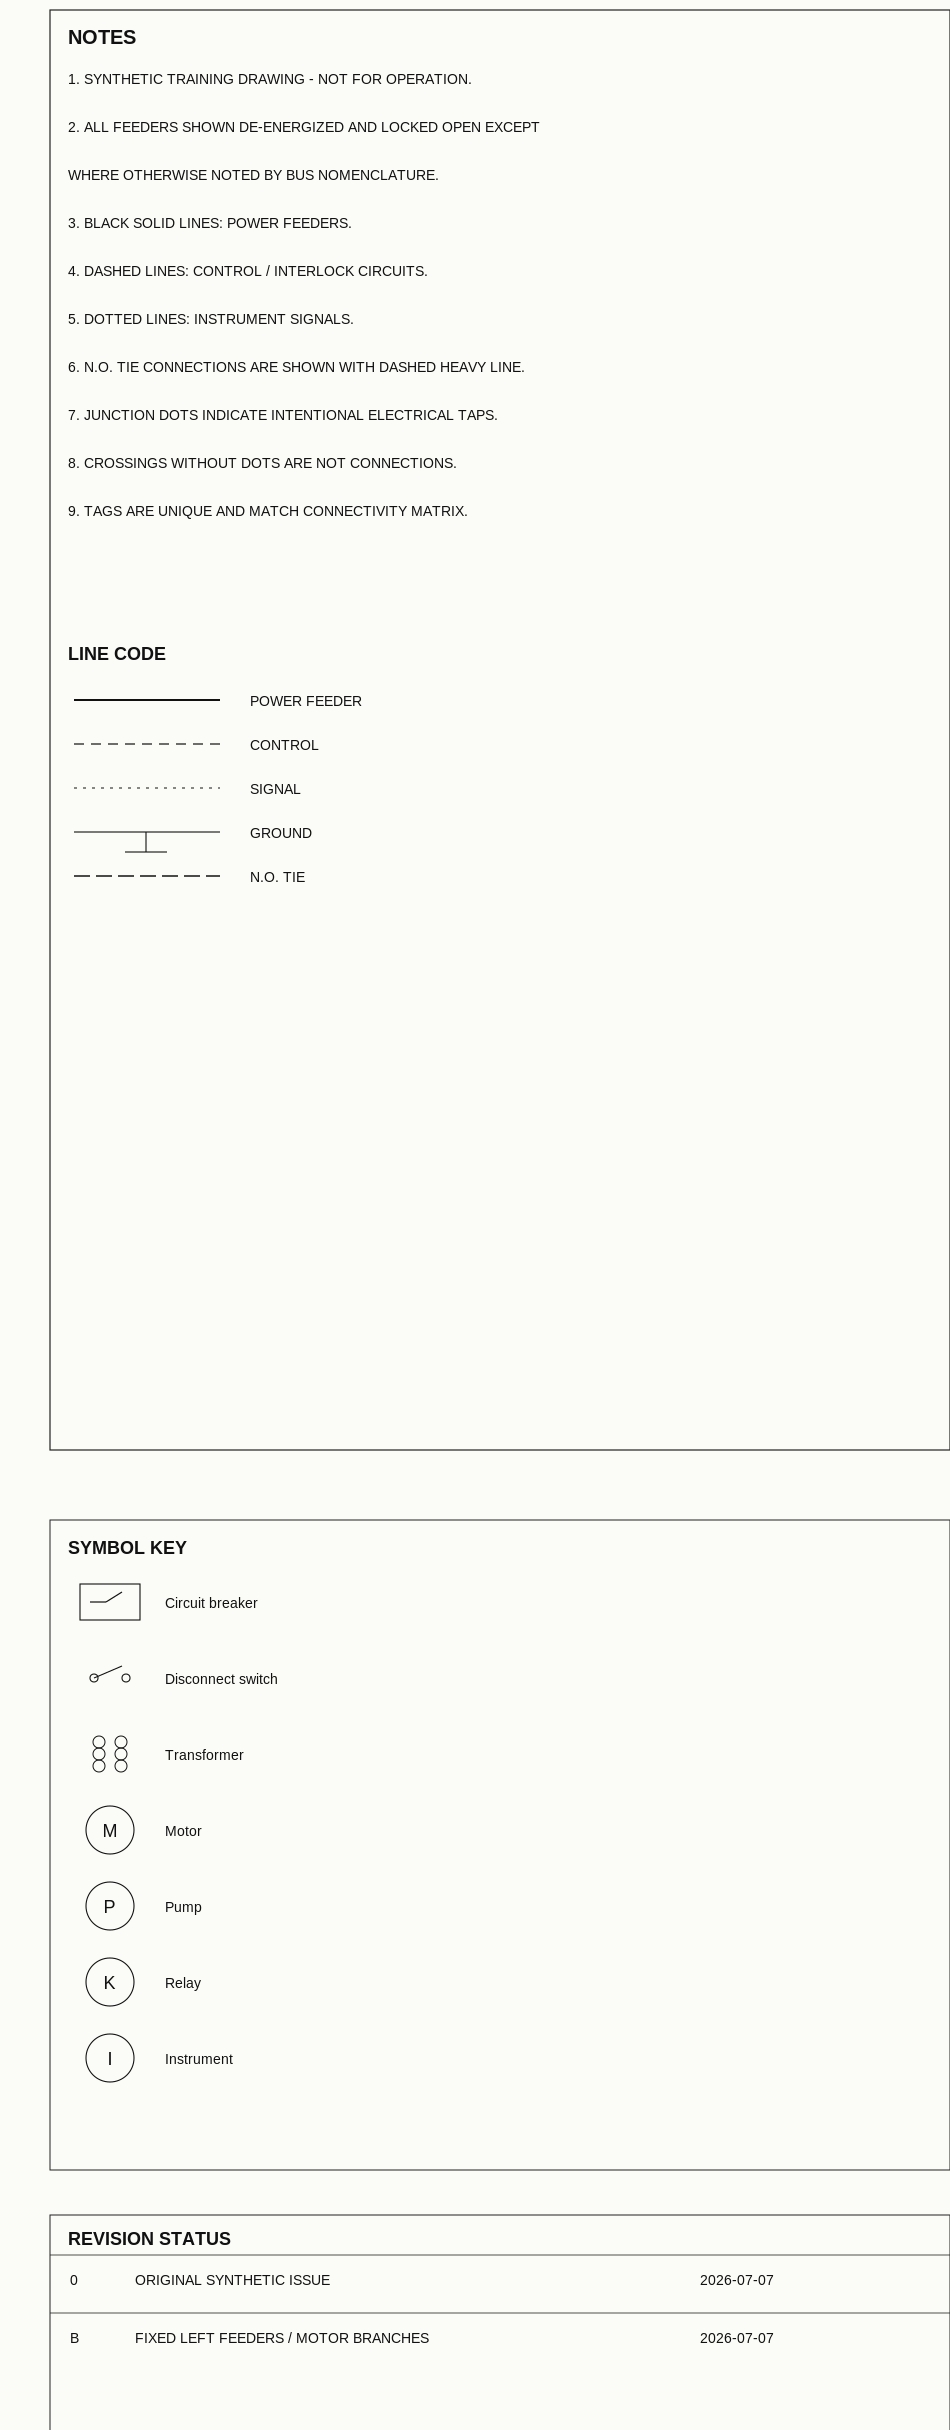 NOTES
1. SYNTHETIC TRAINING DRAWING - NOT FOR OPERATION.
2. ALL FEEDERS SHOWN DE-ENERGIZED AND LOCKED OPEN EXCEPT
WHERE OTHERWISE NOTED BY BUS NOMENCLATURE.
3. BLACK SOLID LINES: POWER FEEDERS.
4. DASHED LINES: CONTROL / INTERLOCK CIRCUITS.
5. DOTTED LINES: INSTRUMENT SIGNALS.
6. N.O. TIE CONNECTIONS ARE SHOWN WITH DASHED HEAVY LINE.
7. JUNCTION DOTS INDICATE INTENTIONAL ELECTRICAL TAPS.
8. CROSSINGS WITHOUT DOTS ARE NOT CONNECTIONS.
9. TAGS ARE UNIQUE AND MATCH CONNECTIVITY MATRIX.
LINE CODE
POWER FEEDER
CONTROL
SIGNAL
GROUND
N.O. TIE
SYMBOL KEY
Circuit breaker
Disconnect switch
Transformer
M Motor
P Pump
K Relay
I Instrument
REVISION STATUS
0 ORIGINAL SYNTHETIC ISSUE 2026-07-07
B FIXED LEFT FEEDERS / MOTOR BRANCHES 2026-07-07